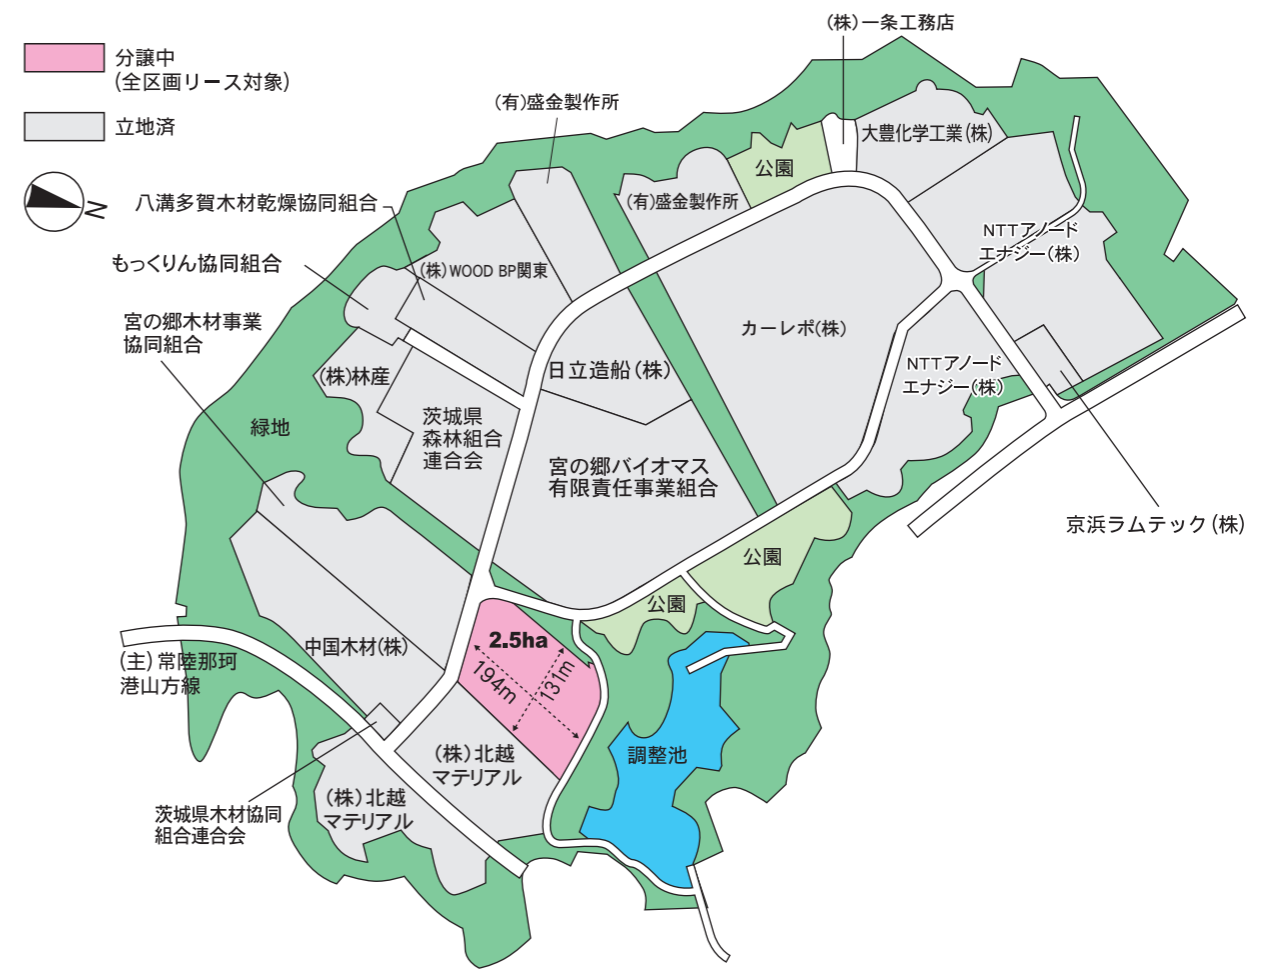 (株)一条工務店
分譲中
(全区画リース対象)
立地済
N
(有)盛金製作所
大豊化学工業(株)
公園
(有)盛金製作所
八溝多賀木材乾燥協同組合
もっくりん協同組合
(株)WOOD BP関東
NTTアノード
エナジー(株)
宮の郷木材事業
協同組合
カーレポ(株)
日立造船(株)
NTTアノード
エナジー(株)
(株)林産
緑地
茨城県
森林組合
連合会
宮の郷バイオマス
有限責任事業組合
京浜ラムテック(株)
公園
公園
2.5ha
194m
131m
中国木材(株)
(主)常陸那珂
港山方線
(株)北越
マテリアル
調整池
(株)北越
マテリアル
茨城県木材協同
組合連合会